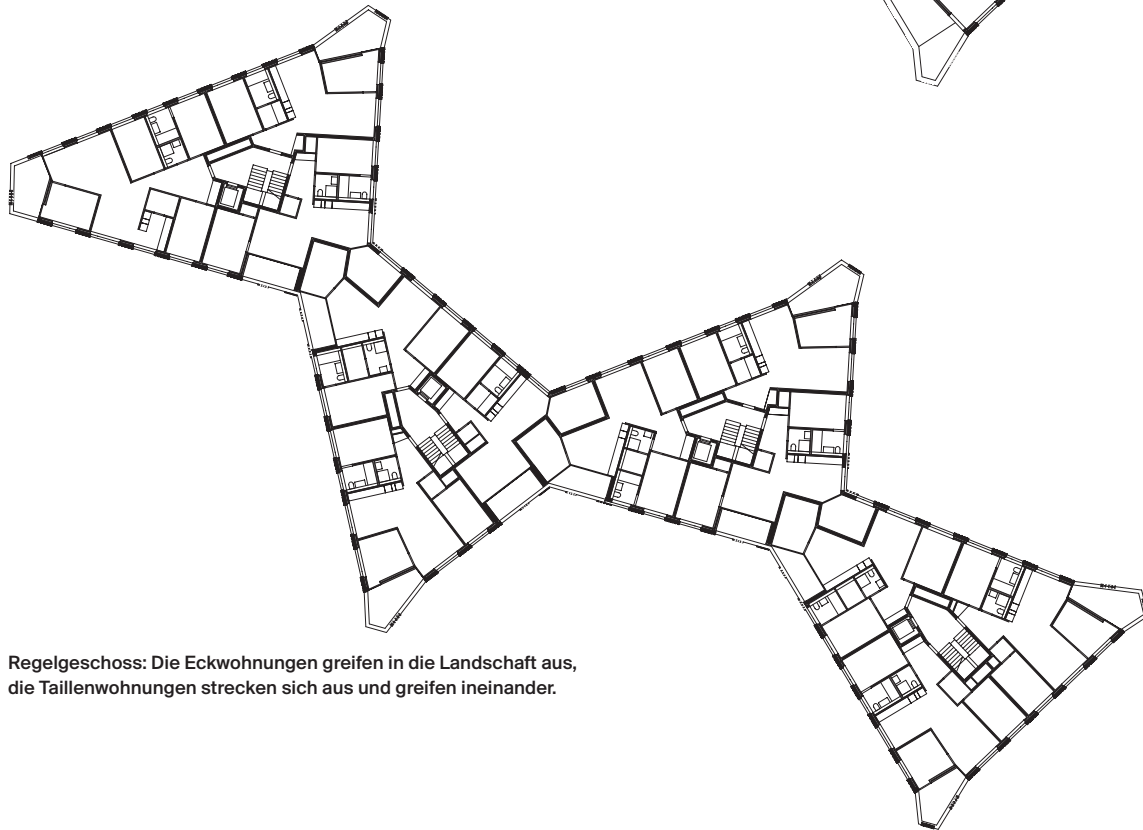 Regelgeschoss: Die Eckwohnungen greifen in die Landschaft aus,
die Taillenwohnungen strecken sich aus und greifen ineinander.